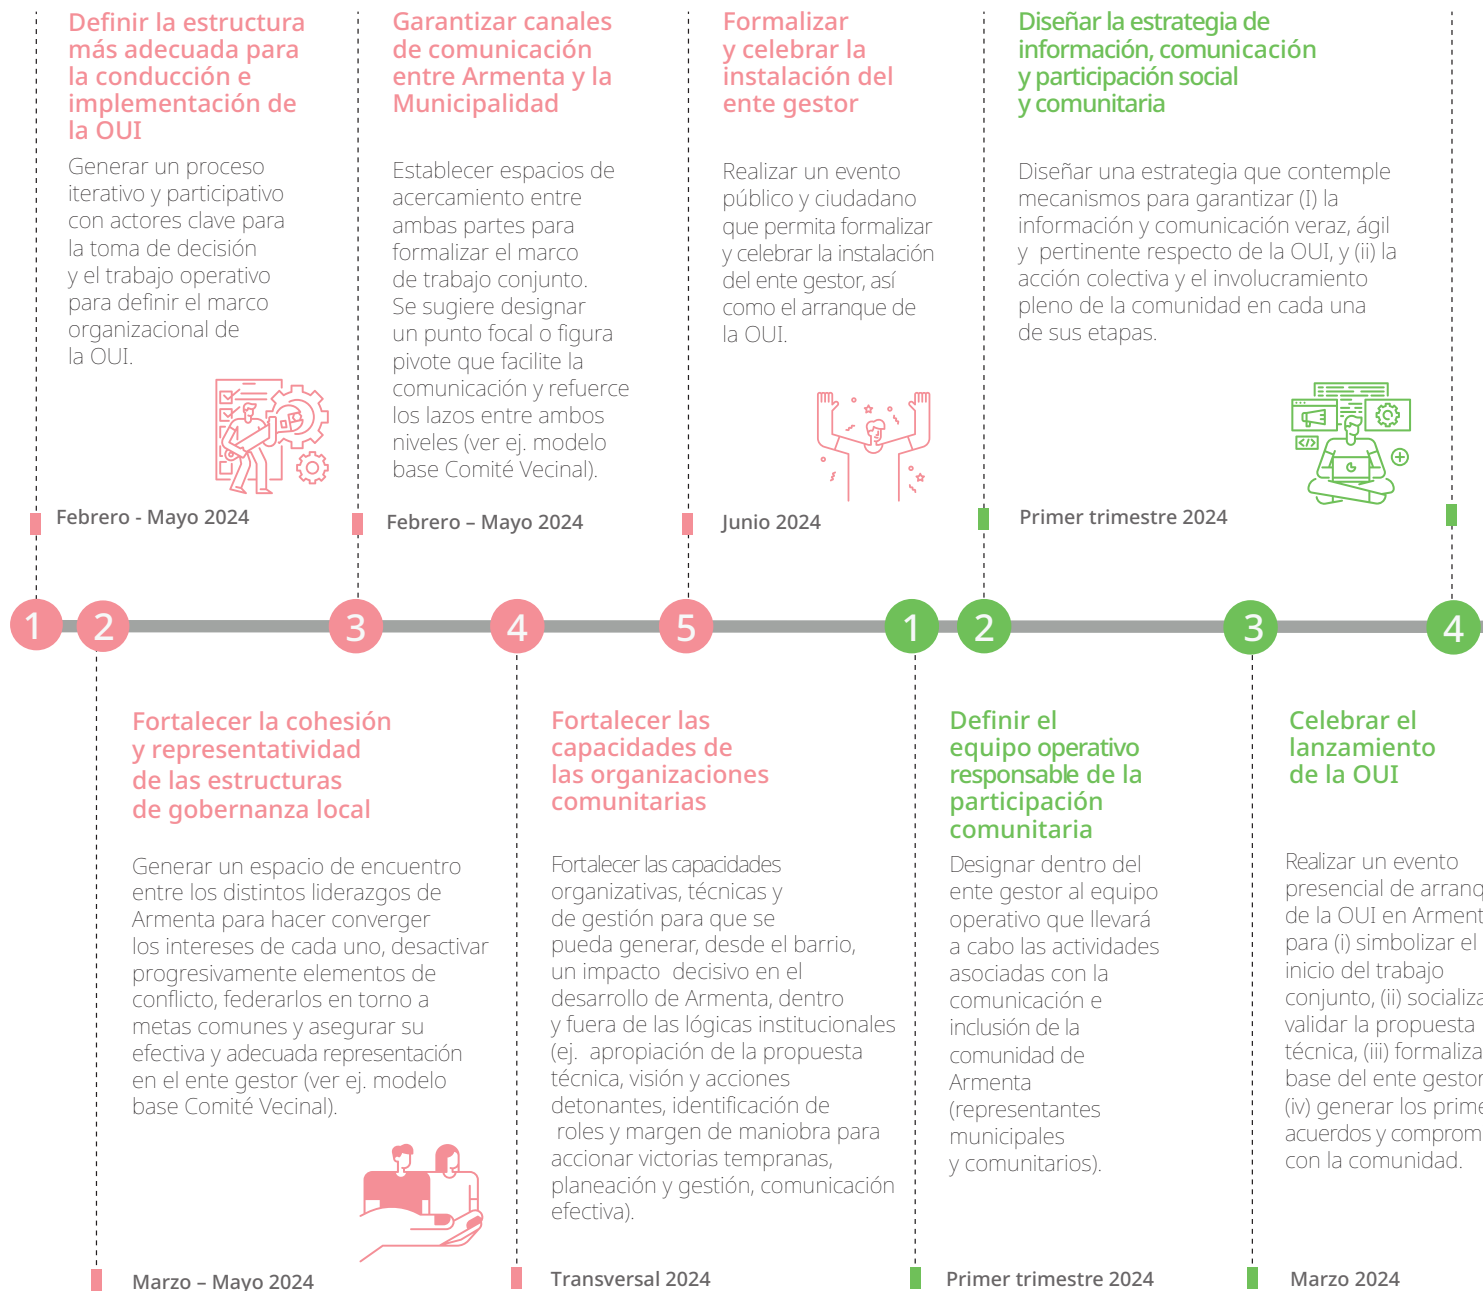 Definir la estructura
más adecuada para
la conducción e
implementación de
la OUI
Generar un proceso
iterativo y participativo
con actores clave para
la toma de decisión
y el trabajo operativo
para definir el marco
organizacional de
la OUI.
Febrero - Mayo 2024
Garantizar canales
de comunicación
entre Armenta y la
Municipalidad
Establecer espacios de
acercamiento entre
ambas partes para
formalizar el marco
de trabajo conjunto.
Se sugiere designar
un punto focal o figura
pivote que facilite la
comunicación y refuerce
los lazos entre ambos
niveles (ver ej. modelo
base Comité Vecinal).
Febrero – Mayo 2024
Formalizar
y celebrar la
instalación del
ente gestor
Realizar un evento
público y ciudadano
que permita formalizar
y celebrar la instalación
del ente gestor, así
como el arranque de
la OUI.
Junio 2024
Diseñar la estrategia de
información, comunicación
y participación social
y comunitaria
Diseñar una estrategia que contemple
mecanismos para garantizar (I) la
información y comunicación veraz, ágil
y pertinente respecto de la OUI, y (ii) la
acción colectiva y el involucramiento
pleno de la comunidad en cada una
de sus etapas.
</>
Primer trimestre 2024
1 2 3 4 5 1 2 3 4
Fortalecer la cohesión
y representatividad
de las estructuras
de gobernanza local
Generar un espacio de encuentro
entre los distintos liderazgos de
Armenta para hacer converger
los intereses de cada uno, desactivar
progresivamente elementos de
conflicto, federarlos en torno a
metas comunes y asegurar su
efectiva y adecuada representación
en el ente gestor (ver ej. modelo
base Comité Vecinal).
Marzo – Mayo 2024
Fortalecer las
capacidades de
las organizaciones
comunitarias
Fortalecer las capacidades
organizativas, técnicas y
de gestión para que se
pueda generar, desde el barrio,
un impacto decisivo en el
desarrollo de Armenta, dentro
y fuera de las lógicas institucionales
(ej. apropiación de la propuesta
técnica, visión y acciones
detonantes, identificación de
roles y margen de maniobra para
accionar victorias tempranas,
planeación y gestión, comunicación
efectiva).
Transversal 2024
Definir el
equipo operativo
responsable de la
participación
comunitaria
Designar dentro del
ente gestor al equipo
operativo que llevará
a cabo las actividades
asociadas con la
comunicación e
inclusión de la
comunidad de
Armenta
(representantes
municipales
y comunitarios).
Primer trimestre 2024
Celebrar el
lanzamiento
de la OUI
Realizar un evento
presencial de
de la OUI en
para (i) simbolizar el
inicio del trabajo
conjunto, (ii)
validar la propuesta
técnica, (iii)
base del ente gestor
(iv) generar los
acuerdos y
con la comunidad.
Marzo 2024